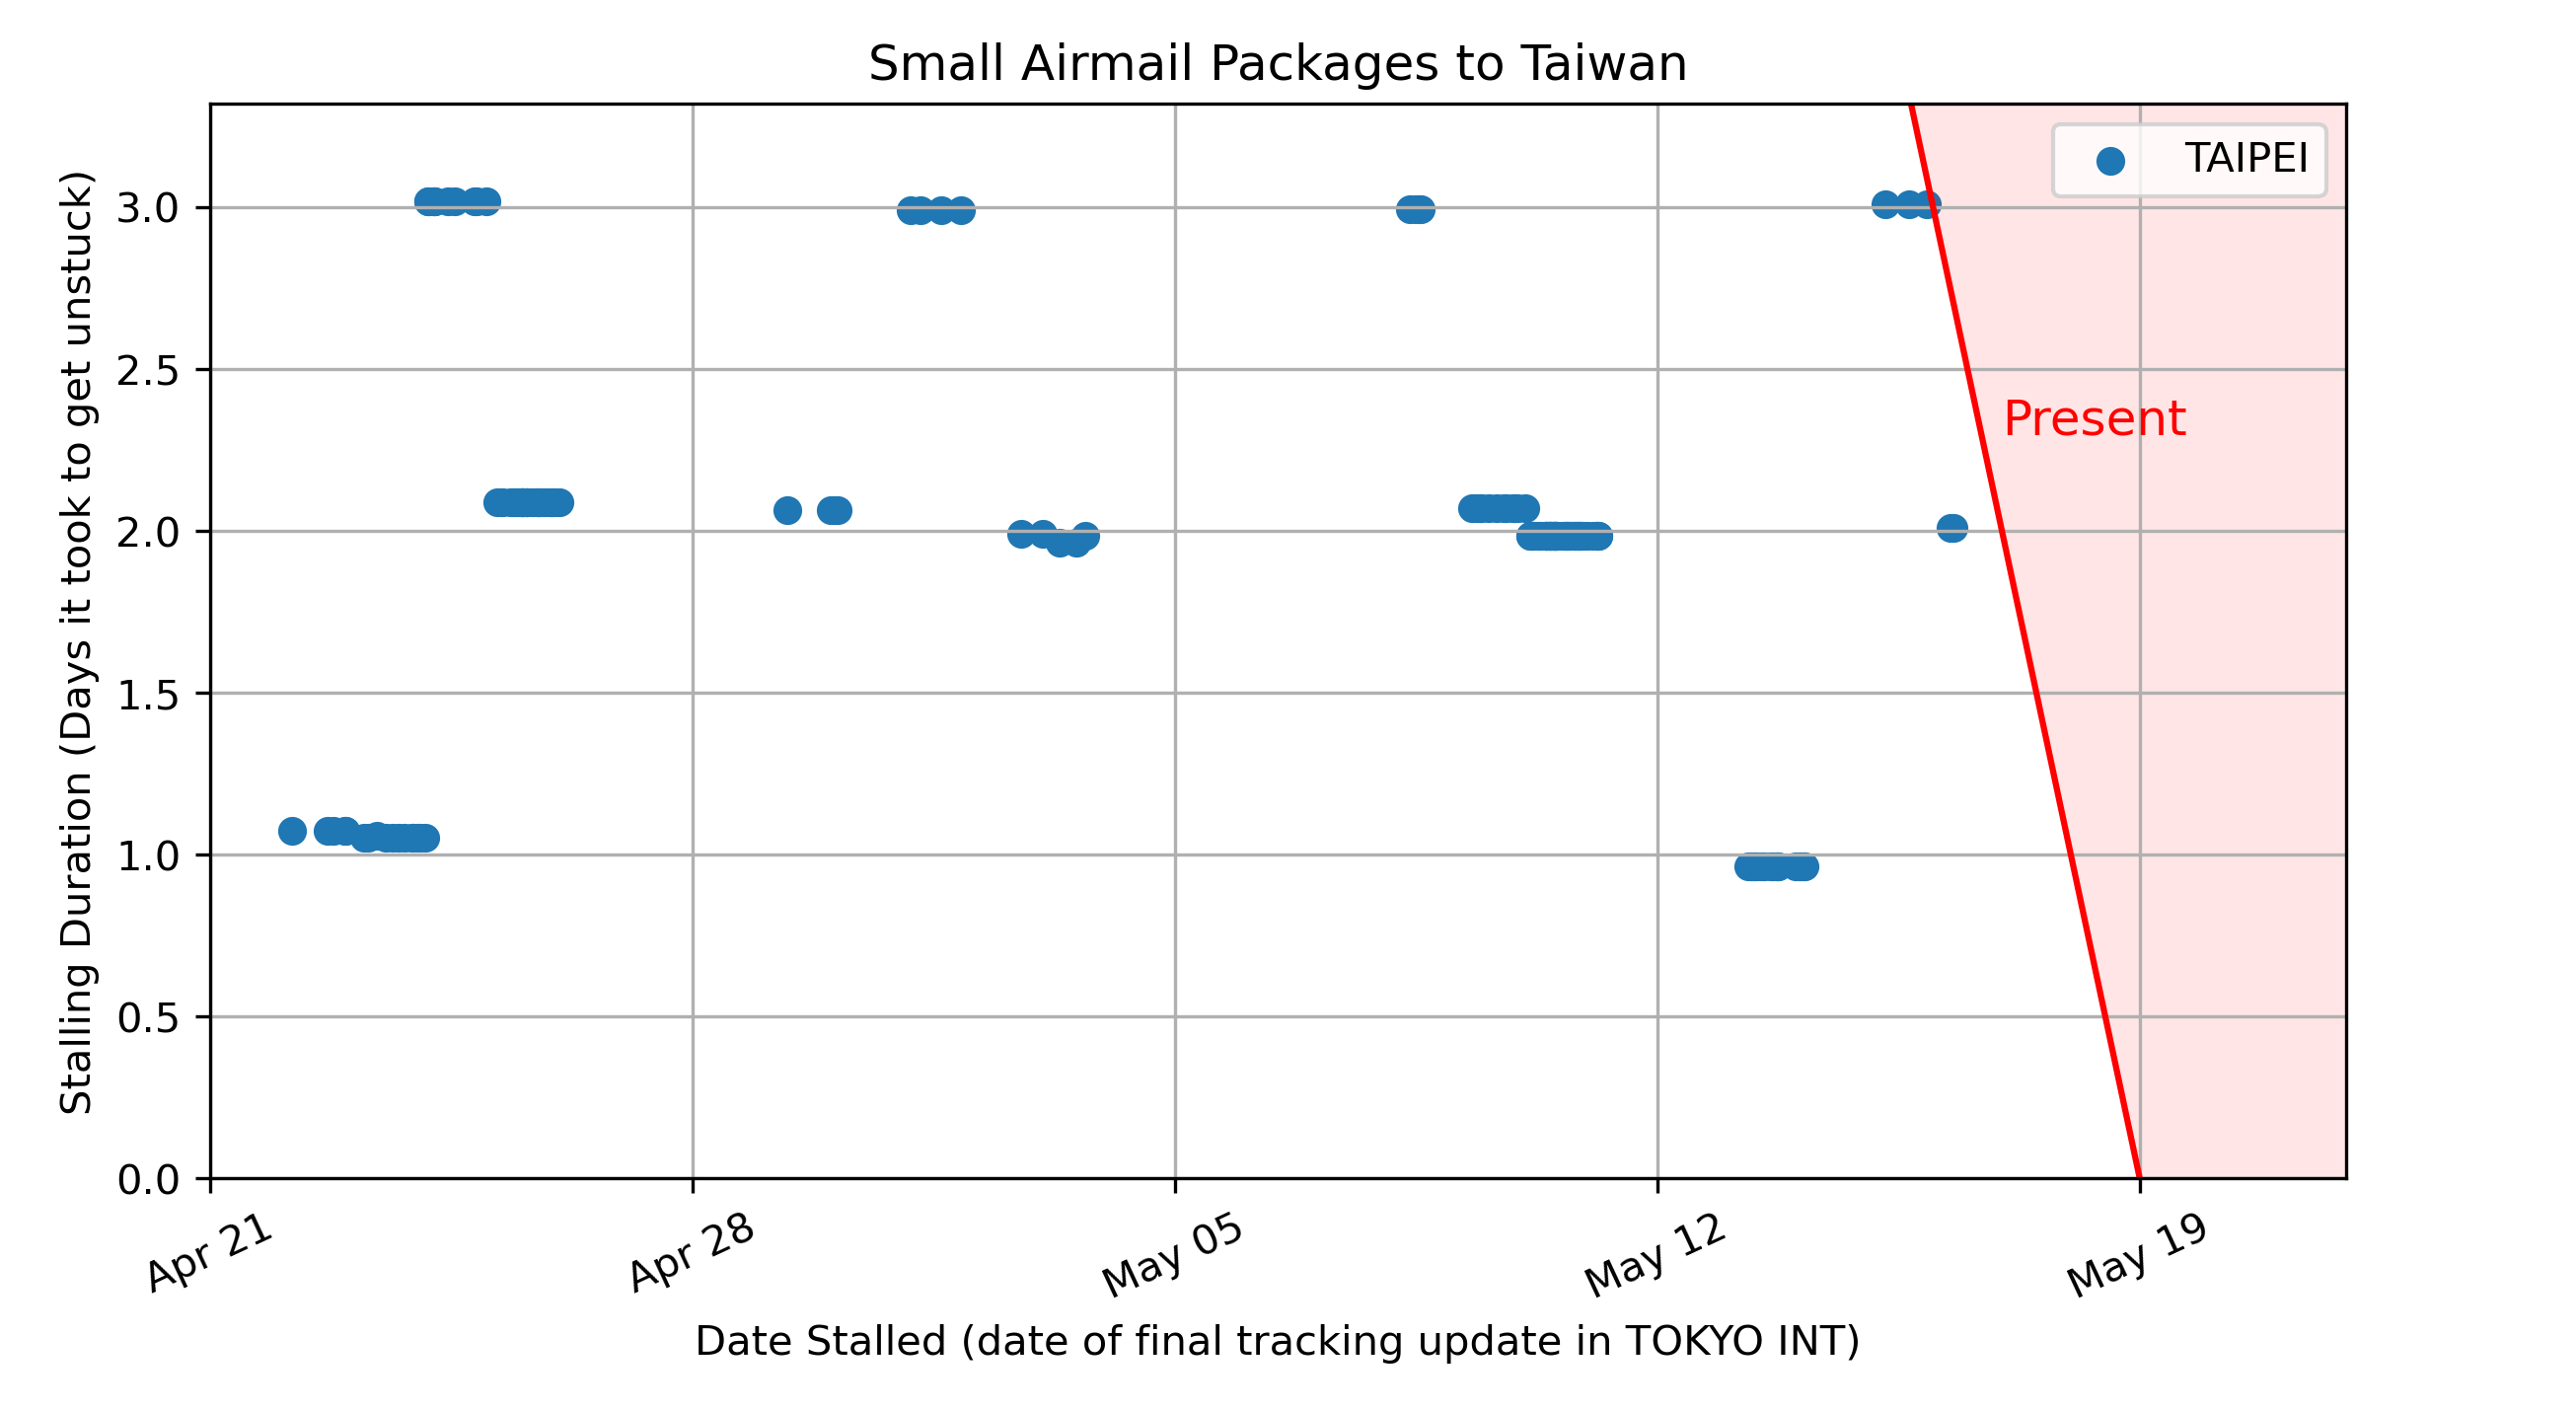 Small Airmail Packages to Taiwan
TAIPEI
Present
Stalling Duration (Days it took to get unstuck)
3.0
2.5
2.0
1.5
1.0
0.5
0.0
Apr 21
Apr 28
May 05
May 12
May 19
Date Stalled (date of final tracking update in TOKYO INT)